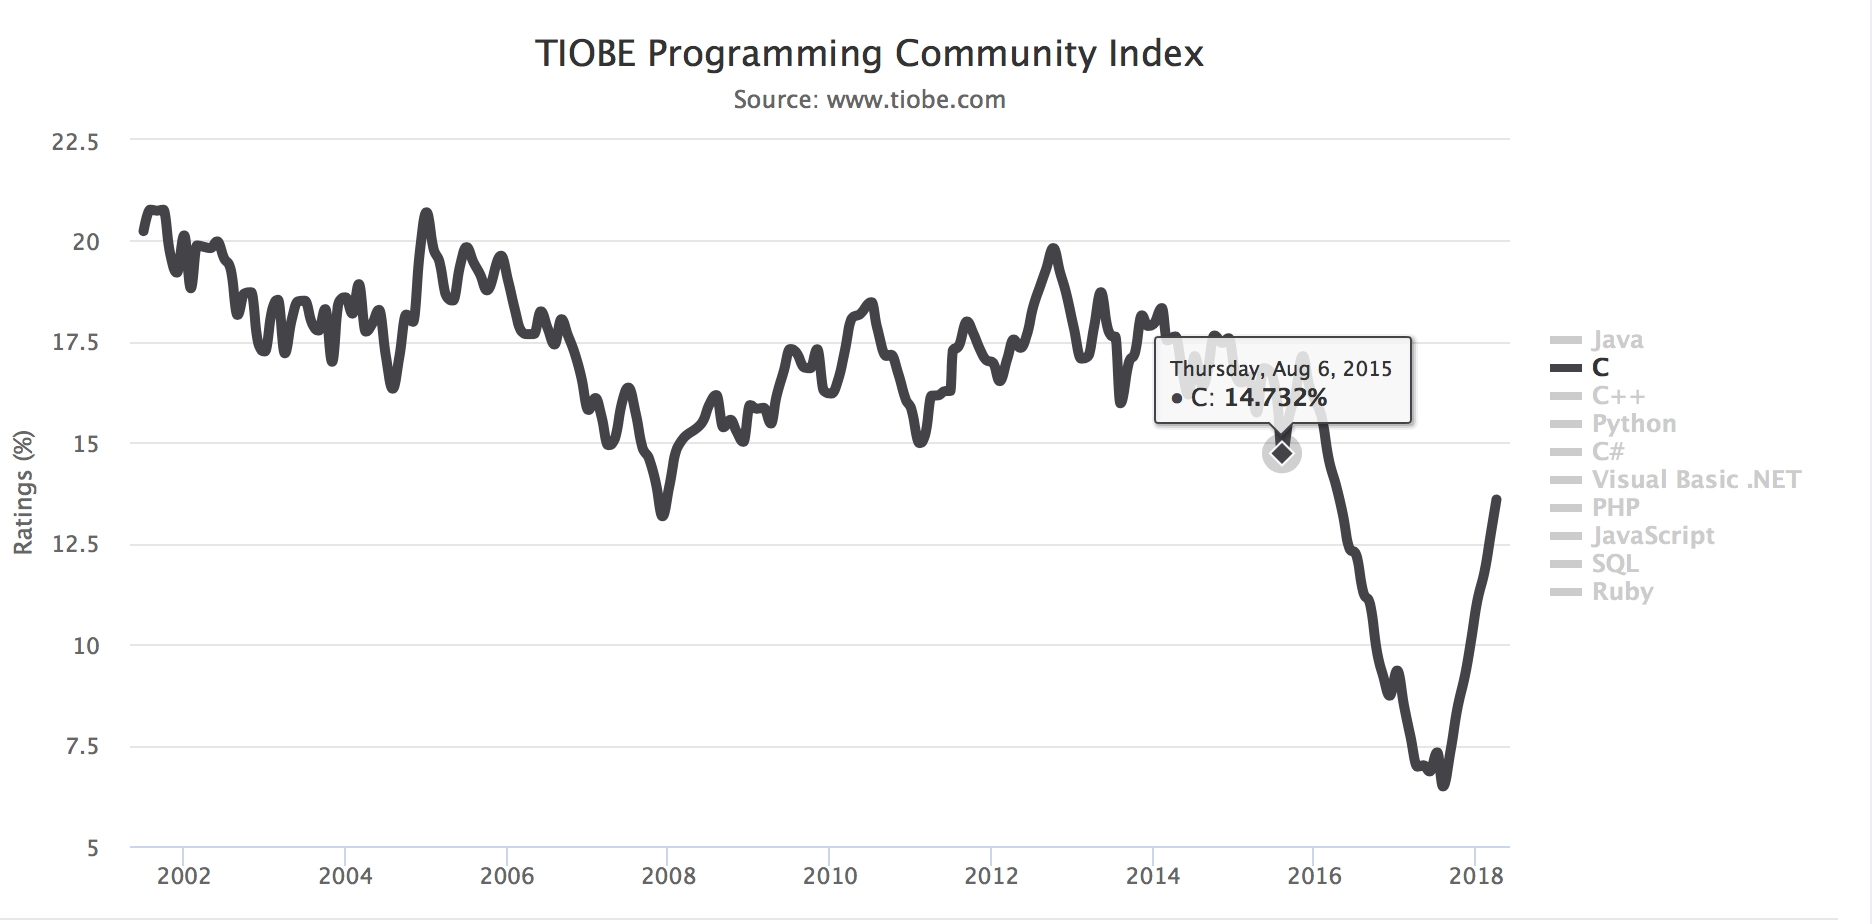 TIOBE Programming Community Index
Source: www.tiobe.com
Ratings (%)
22.5
20
17.5
15
12.5
10
7.5
5
Thursday, Aug 6, 2015
● C: 14.732%
2002 2004 2006 2008 2010 2012 2014 2016 2018
Java
C
C++
Python
C#
Visual Basic .NET
PHP
JavaScript
SQL
Ruby